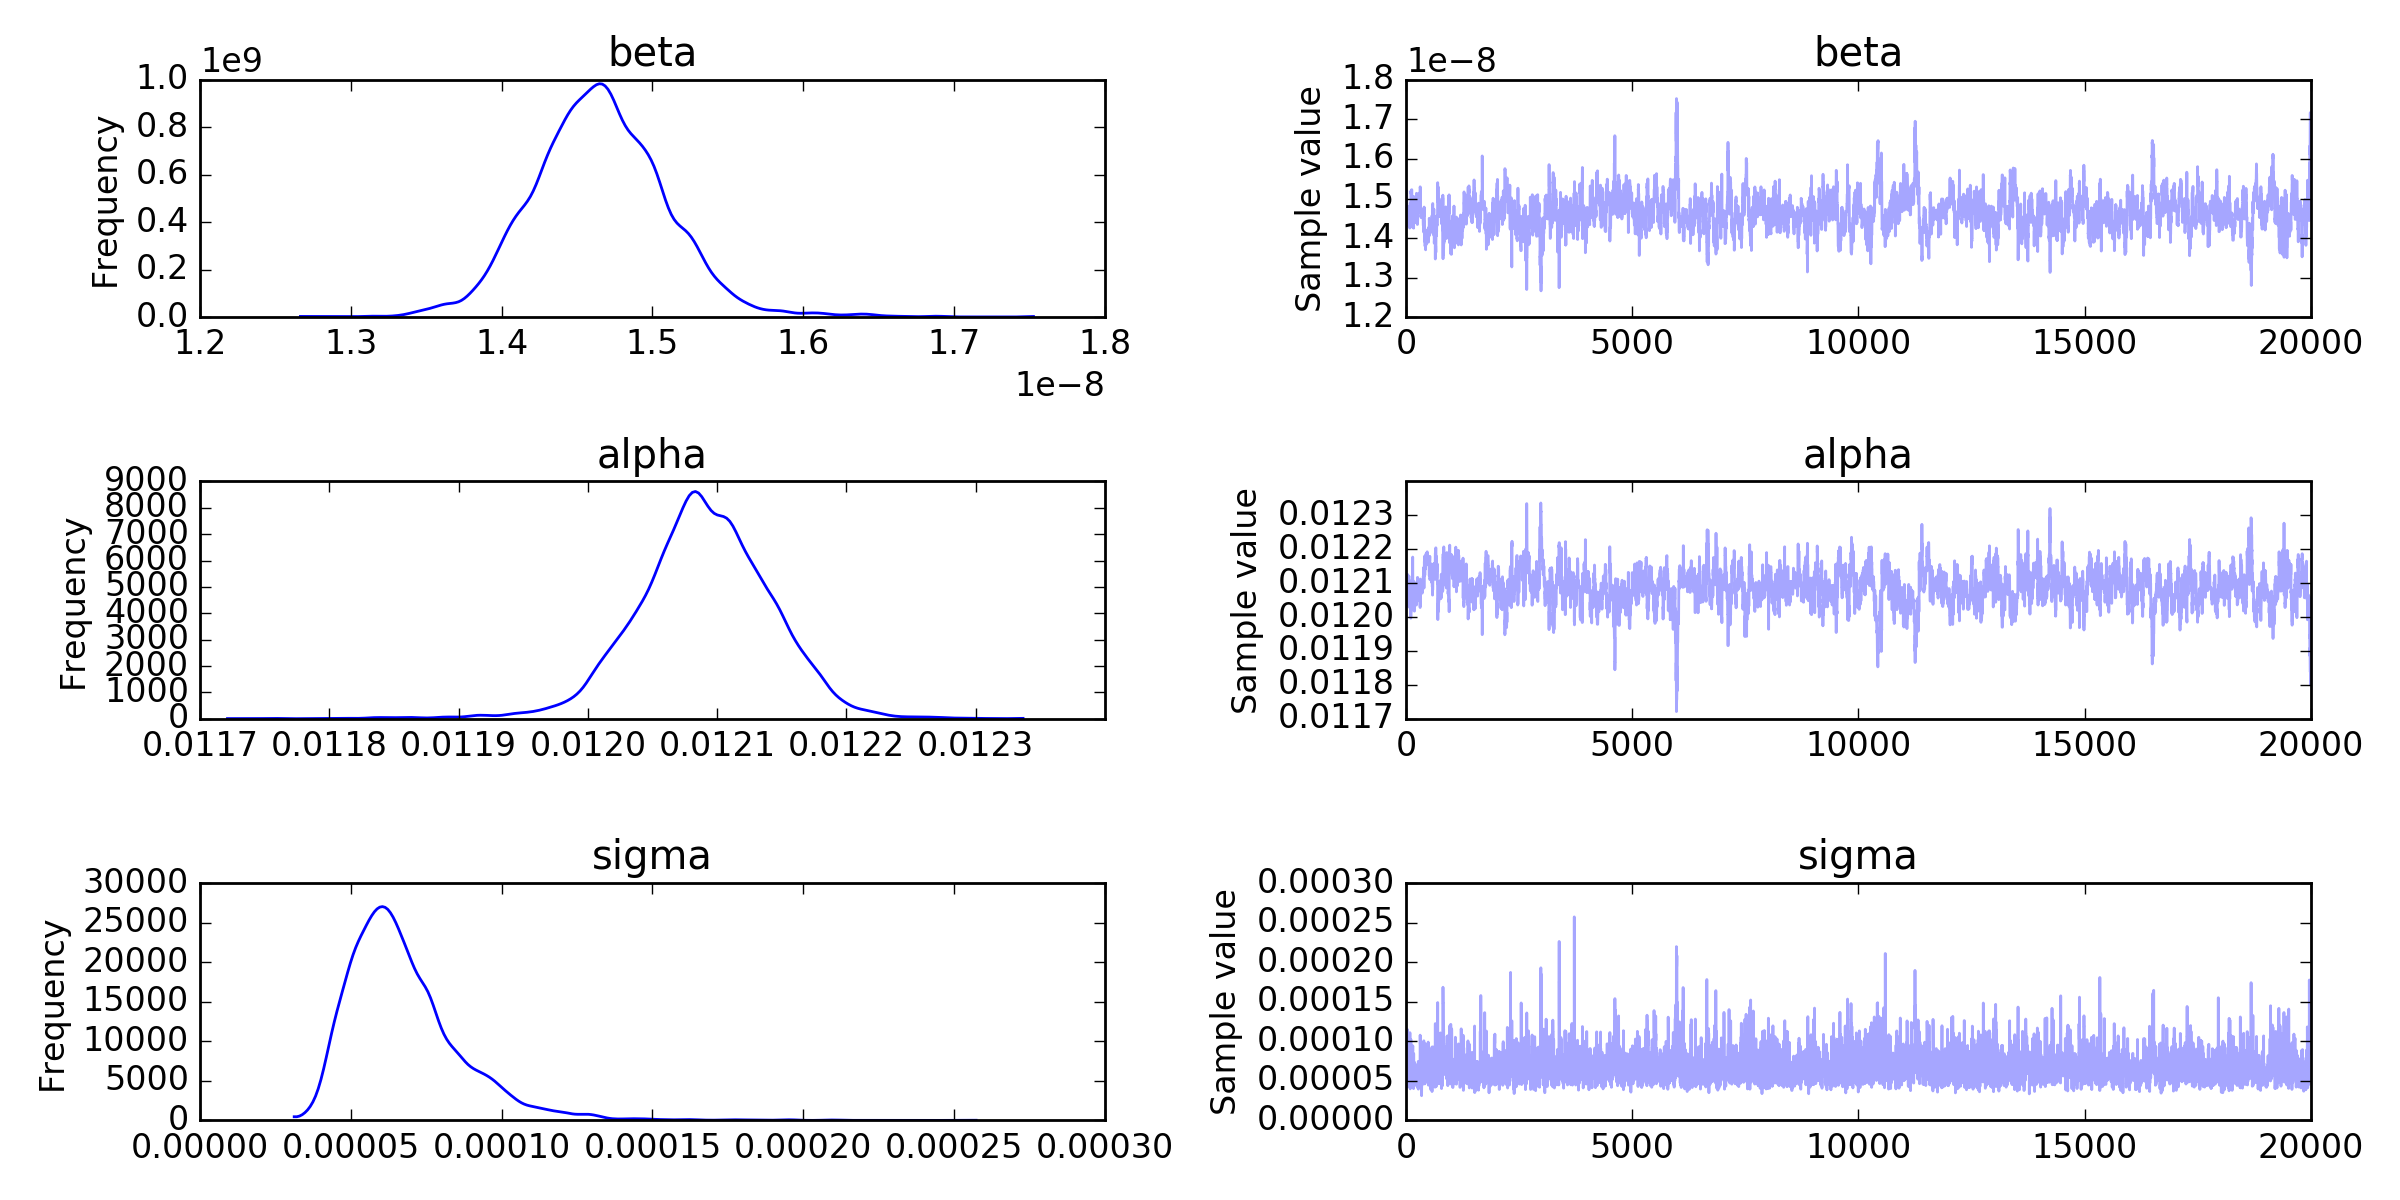 beta
1e9
1.0
0.8
0.6
0.4
0.2
0.0
Frequency
1.2 1.3 1.4 1.5 1.6 1.7 1.8
1e−8
beta
1e−8
1.8
1.7
1.6
1.5
1.4
1.3
1.2
Sample value
0 5000 10000 15000 20000
alpha
9000
8000
7000
6000
5000
4000
3000
2000
1000
0
Frequency
0.0117 0.0118 0.0119 0.0120 0.0121 0.0122 0.0123
alpha
0.0123
0.0122
0.0121
0.0120
0.0119
0.0118
0.0117
Sample value
0 5000 10000 15000 20000
sigma
30000
25000
20000
15000
10000
5000
0
Frequency
0.00000 0.00005 0.00010 0.00015 0.00020 0.00025 0.00030
sigma
0.00030
0.00025
0.00020
0.00015
0.00010
0.00005
0.00000
Sample value
0 5000 10000 15000 20000